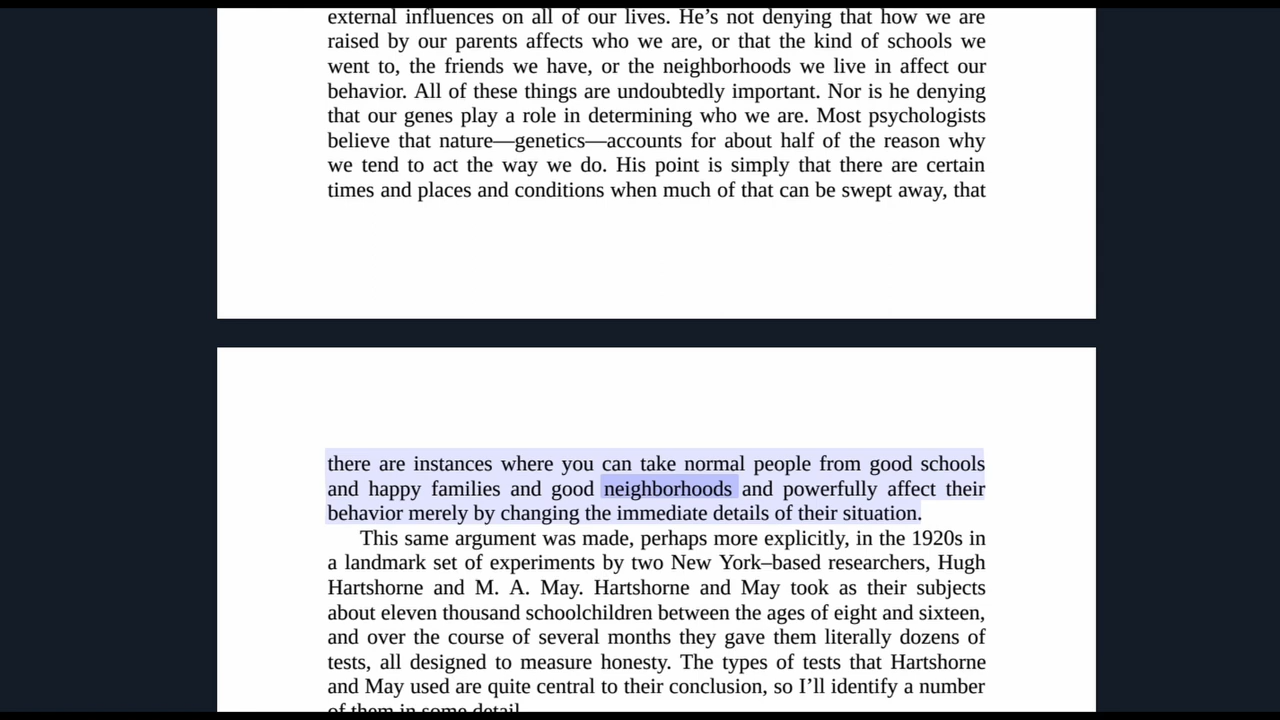 external influences on all of our lives. He’s not denying that how we are
raised by our parents affects who we are, or that the kind of schools we
went to, the friends we have, or the neighborhoods we live in affect our
behavior. All of these things are undoubtedly important. Nor is he denying
that our genes play a role in determining who we are. Most psychologists
believe that nature—genetics—accounts for about half of the reason why
we tend to act the way we do. His point is simply that there are certain
times and places and conditions when much of that can be swept away, that
there are instances where you can take normal people from good schools
and happy families and good neighborhoods and powerfully affect their
behavior merely by changing the immediate details of their situation.
This same argument was made, perhaps more explicitly, in the 1920s in
a landmark set of experiments by two New York–based researchers, Hugh
Hartshorne and M. A. May. Hartshorne and May took as their subjects
about eleven thousand schoolchildren between the ages of eight and sixteen,
and over the course of several months they gave them literally dozens of
tests, all designed to measure honesty. The types of tests that Hartshorne
and May used are quite central to their conclusion, so I’ll identify a number
of them in some detail.